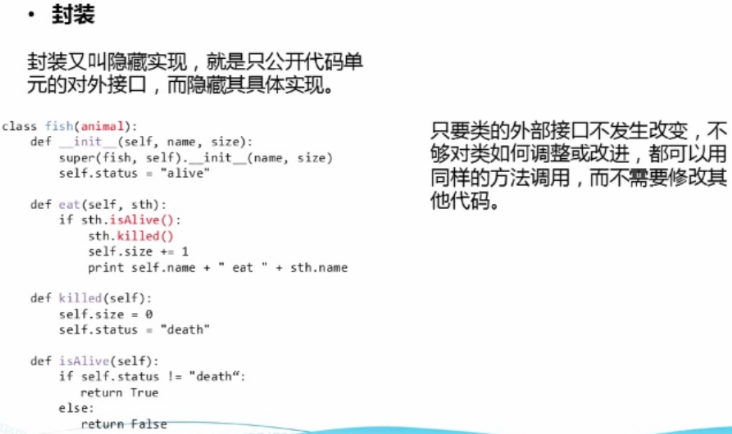 • 封装
封装又叫隐藏实现，就是只公开代码单
元的对外接口，而隐藏其具体实现。
class fish(animal):
    def __init__(self, name, size):
        super(fish, self).__init__(name, size)
        self.status = "alive"
    def eat(self, sth):
        if sth.isAlive():
            sth.killed()
            self.size += 1
            print self.name + " eat " + sth.name
    def killed(self):
        self.size = 0
        self.status = "death"
    def isAlive(self):
        if self.status != "death“:
            return True
        else:
            return False
只要类的外部接口不发生改变，不
够对类如何调整或改进，都可以用
同样的方法调用，而不需要修改其
他代码。